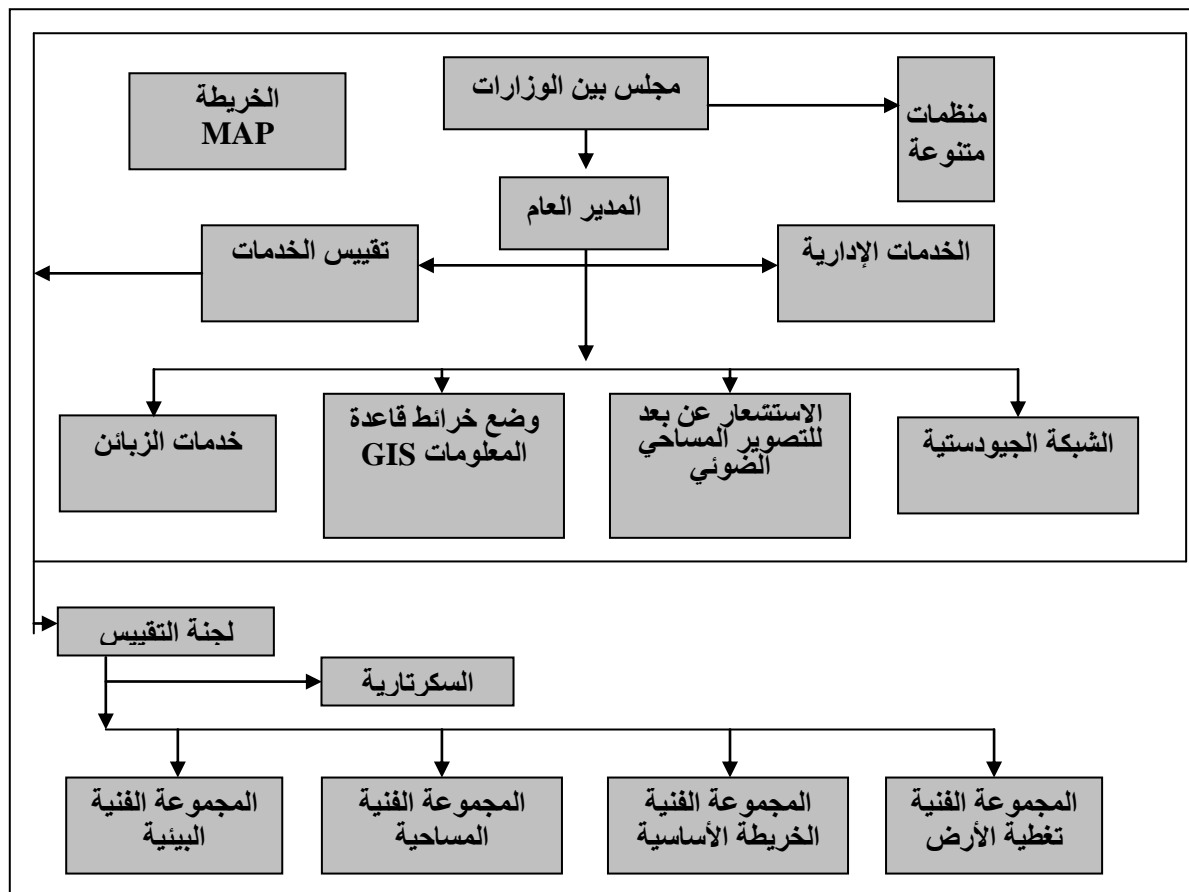 مجلس بين الوزارات
منظمات
متنوعة
الخريطة
MAP
المدير العام
الخدمات الإدارية
تقييس الخدمات
الشبكة الجيودستية
الاستشعار عن بعد
للتصوير المساحي
الضوئي
وضع خرائط قاعدة
المعلومات GIS
خدمات الزبائن
لجنة التقييس
السكرتارية
المجموعة الفنية
تغطية الأرض
المجموعة الفنية
الخريطة الأساسية
المجموعة الفنية
المساحية
المجموعة الفنية
البيئية